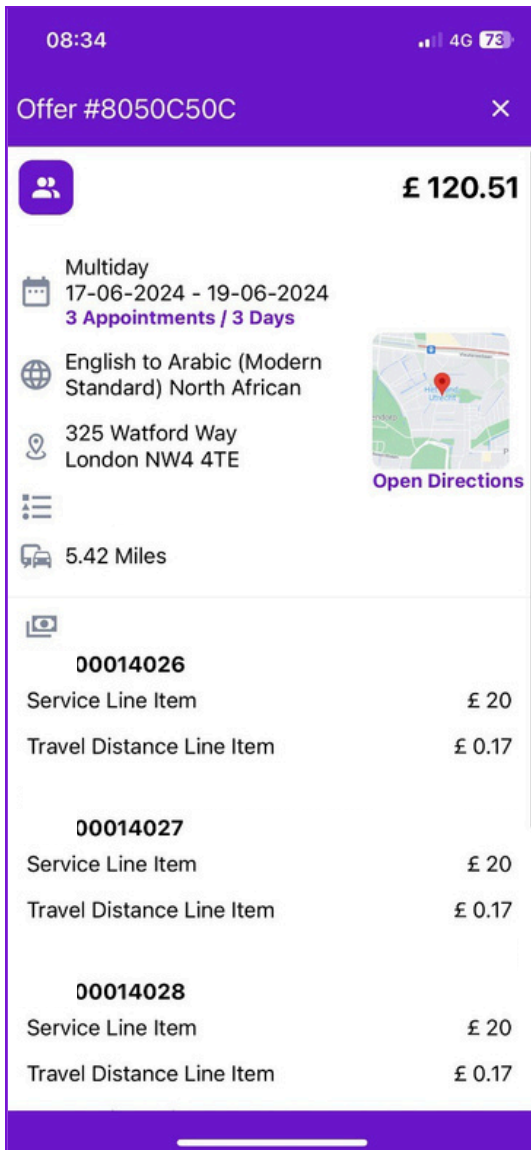 08:34
4G 73
Offer #8050C50C ×
£ 120.51
Multiday
17-06-2024 - 19-06-2024
3 Appointments / 3 Days
English to Arabic (Modern
Standard) North African
325 Watford Way
London NW4 4TE
Utrecht
Open Directions
5.42 Miles
00014026
Service Line Item £ 20
Travel Distance Line Item £ 0.17
00014027
Service Line Item £ 20
Travel Distance Line Item £ 0.17
00014028
Service Line Item £ 20
Travel Distance Line Item £ 0.17